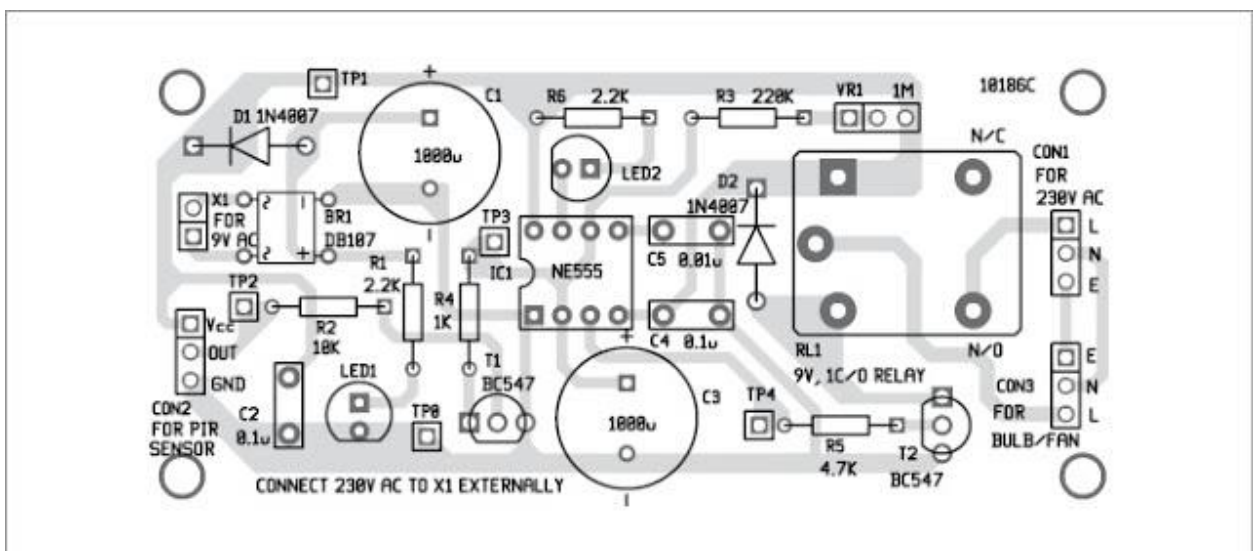 TP1
+
C1
1000u
-
R6
2.2K
R3
220K
VR1
1M
10186C
D1
1N4007
LED2
N/C
CON1
FOR
230V AC
L
N
E
X1
FOR
9V AC
~
-
~
+
BR1
DB107
TP3
IC1
NE555
D2
1N4007
C5
0.01u
R1
2.2K
R4
1K
TP2
R2
10K
C4
0.1u
RL1
9V, 1C/O RELAY
N/O
Vcc
OUT
GND
CON2
FOR PIR
SENSOR
C2
0.1u
LED1
TP0
T1
BC547
+
C3
1000u
-
TP4
R5
4.7K
T2
BC547
E
N
L
CON3
FOR
BULB/FAN
CONNECT 230V AC TO X1 EXTERNALLY